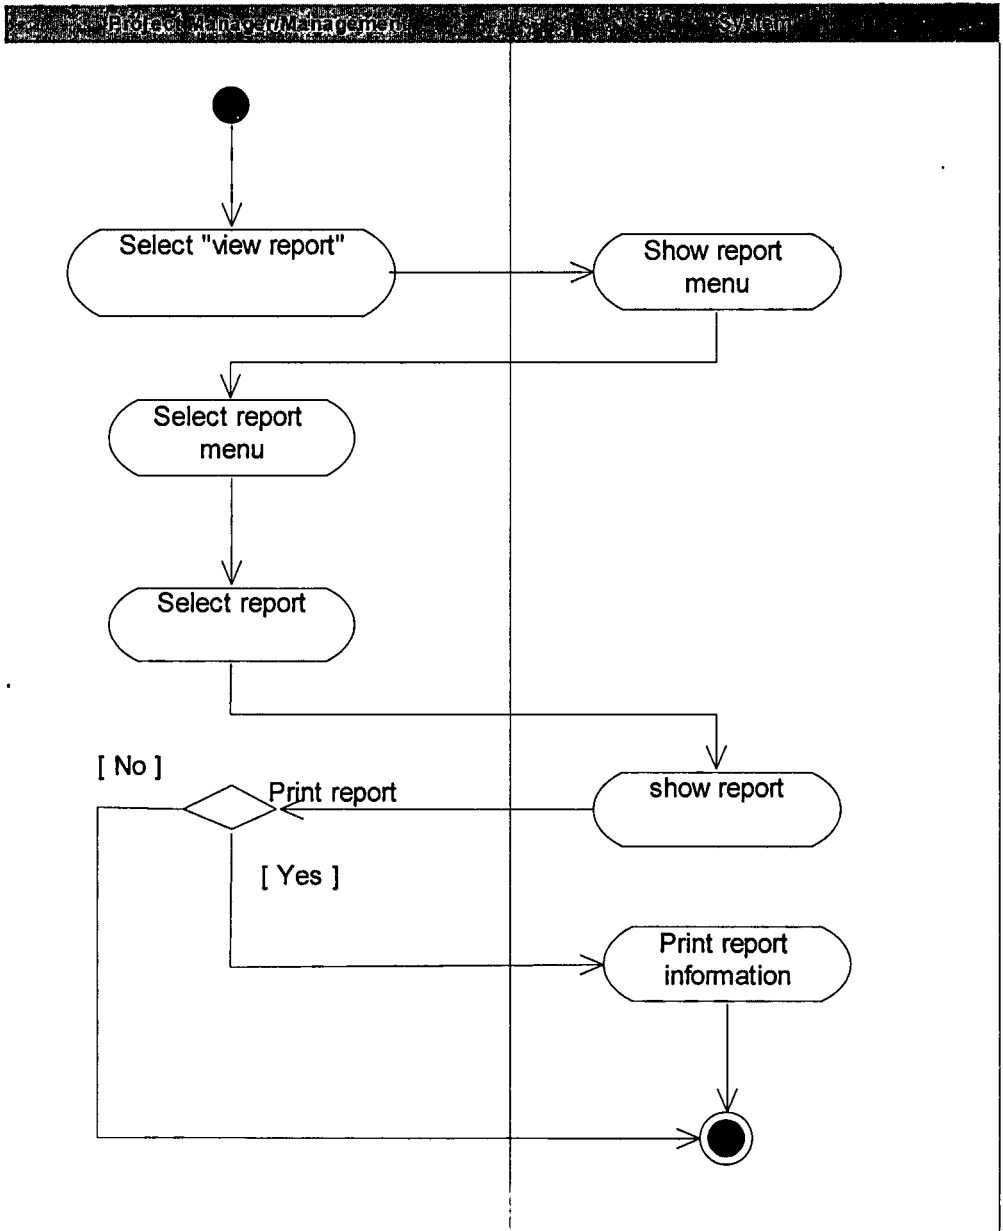 Project Manager/Management
System
Select "view report"
Show report
menu
Select report
menu
Select report
show report
[ No ]
Print report
[ Yes ]
Print report
information